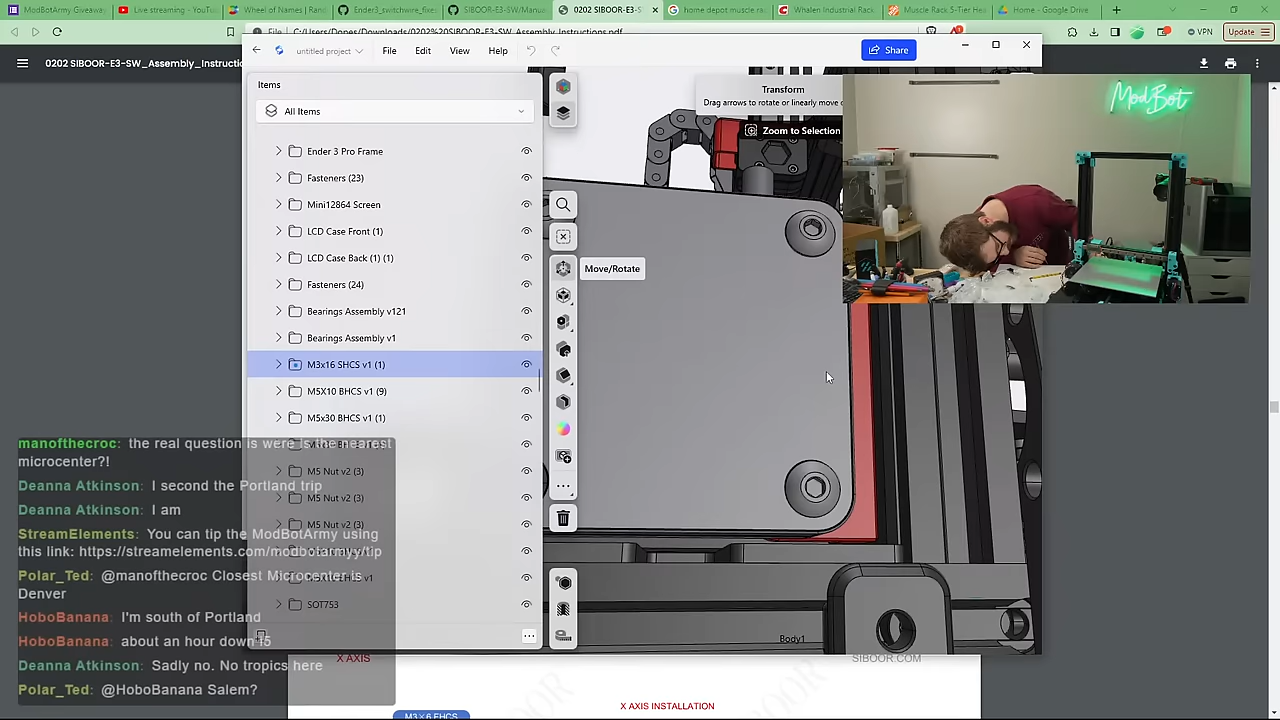 ModBotArmy Giveaway
Live streaming - YouTu
Wheel of Names | Ran
Ender3_switchwire_fixes
SIBOOR-E3-SW/Manua
0202 SIBOOR-E3-S
home depot muscle rac
Whalen Industrial Rack
Muscle Rack 5-Tier Hea
Home - Google Drive
VPN
Update
File
C:/Users/Danes/Downloads/0202%20SIBOOR-E3-SW_Assembly_Instructions.pdf
0202 SIBOOR-E3-SW_Assembly_Instructio
untitled project
File
Edit
View
Help
Share
Items
All Items
Ender 3 Pro Frame
Fasteners (23)
Mini12864 Screen
LCD Case Front (1)
LCD Case Back (1) (1)
Fasteners (24)
Bearings Assembly v121
Bearings Assembly v1
M3x16 SHCS v1 (1)
M5X10 BHCS v1 (9)
M5x30 BHCS v1 (1)
M5 Nut v2 (3)
M5 Nut v2 (3)
M5 Nut v2 (3)
SOT753
Transform
Drag arrows to rotate or linearly move o
Zoom to Selection
Move/Rotate
Body1
ModBot
manofthecroc: the real question is were is the nearest
microcenter?!
Deanna Atkinson: I second the Portland trip
Deanna Atkinson: I am
StreamElements: You can tip the ModBotArmy using
this link: https://streamelements.com/modbotarmy/tip
Polar_Ted: @manofthecroc Closest Microcenter is
Denver
HoboBanana: I'm south of Portland
HoboBanana: about an hour down i5
Deanna Atkinson: Sadly no. No tropics here
Polar_Ted: @HoboBanana Salem?
X AXIS
SIBOOR.COM
X AXIS INSTALLATION
M3×6 FHCS